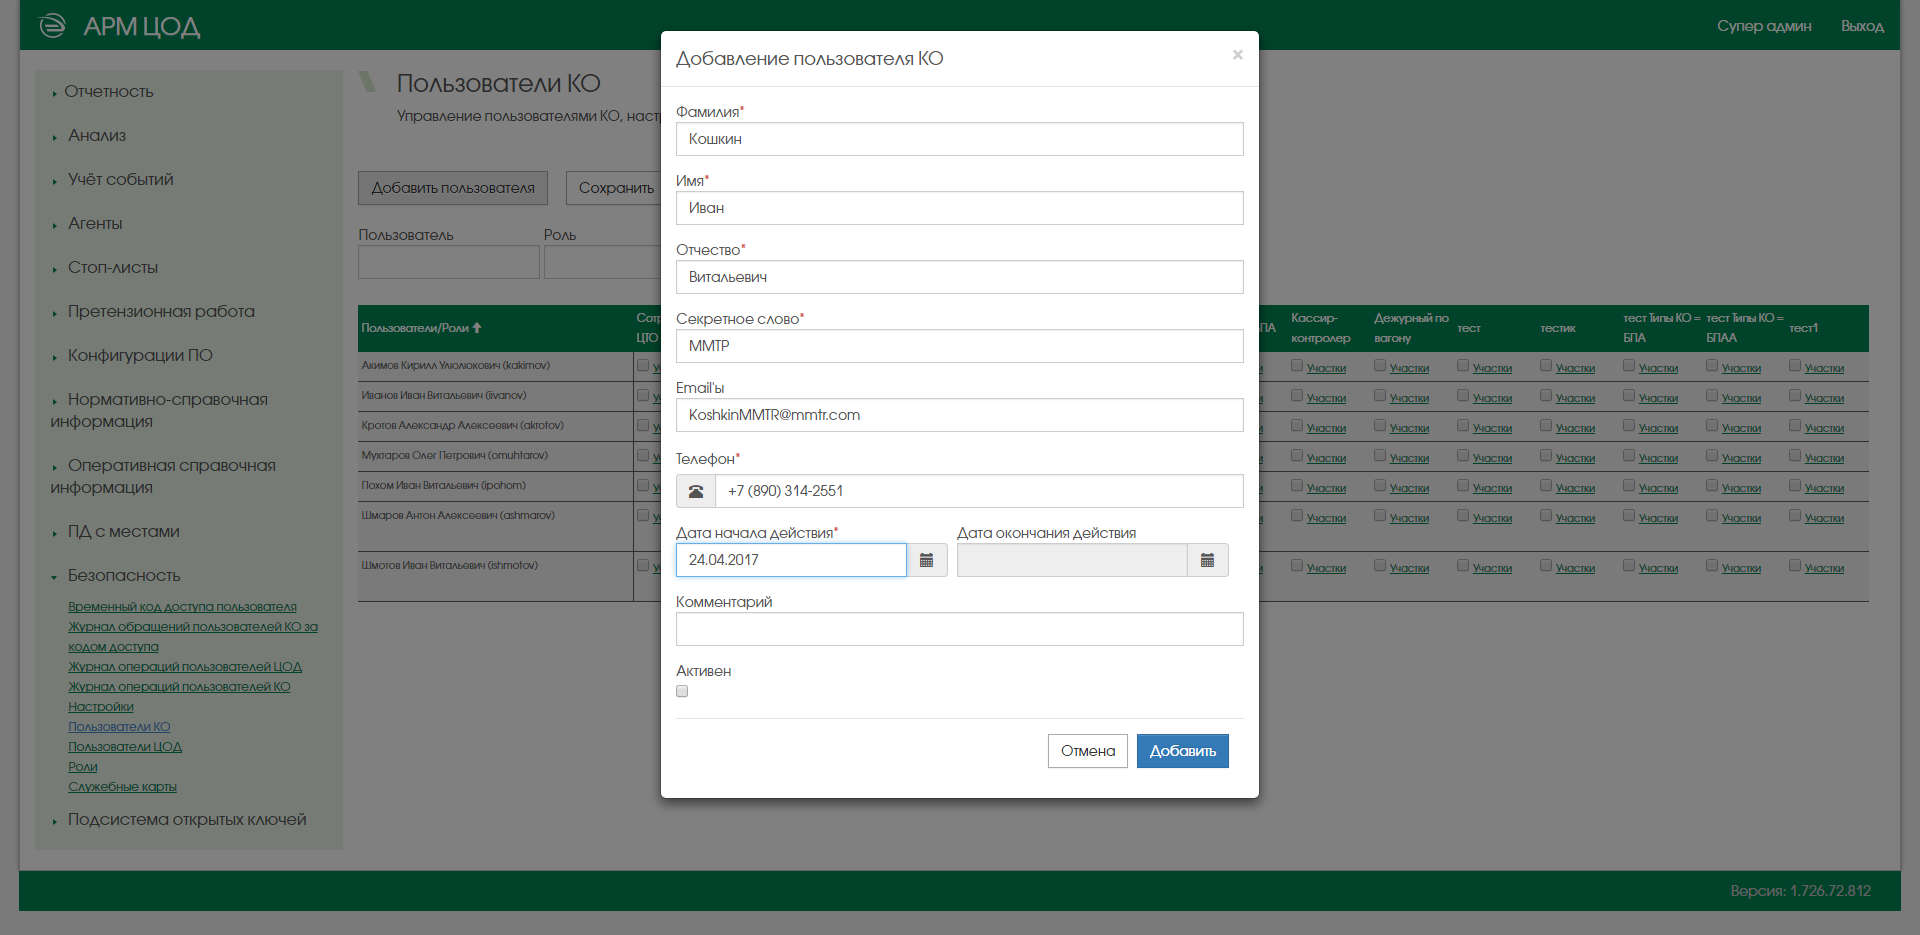 АРМ ЦОД
Супер админ
Выход
Отчетность
Анализ
Учёт событий
Агенты
Стоп-листы
Претензионная работа
Конфигурации ПО
Нормативно-справочная
информация
Оперативная справочная
информация
ПД с местами
Безопасность
Временный код доступа пользователя
Журнал обращений пользователей КО за
кодом доступа
Журнал операций пользователей ЦОД
Журнал операций пользователей КО
Настройки
Пользователи КО
Пользователи ЦОД
Роли
Служебные карты
Подсистема открытых ключей
Пользователи КО
Управление пользователями КО, настр
Добавить пользователя
Сохранить
Пользователь
Роль
Пользователи/Роли
Сотр
ЦТО
БПА
Кассир-
контролер
Дежурный по
вагону
тест
тестик
тест Типы КО =
БПА
тест Типы КО =
БПАА
тест1
Акимов Кирилл Улюлюкович (kakimov)
Участки Участки Участки Участки Участки Участки Участки
Иванов Иван Витальевич (iivanov)
Участки Участки Участки Участки Участки Участки Участки
Кротов Александр Алексеевич (akrotov)
Участки Участки Участки Участки Участки Участки Участки
Мухтаров Олег Петрович (omuhtarov)
Участки Участки Участки Участки Участки Участки Участки
Похом Иван Витальевич (ipohom)
Участки Участки Участки Участки Участки Участки Участки
Шмаров Антон Алексеевич (ashmarov)
Участки Участки Участки Участки Участки Участки Участки
Шмотов Иван Витальевич (ishmotov)
Участки Участки Участки Участки Участки Участки Участки
Добавление пользователя КО
×
Фамилия*
Кошкин
Имя*
Иван
Отчество*
Витальевич
Секретное слово*
ММТР
Email'ы
KoshkinMMTR@mmtr.com
Телефон*
+7 (890) 314-2551
Дата начала действия*
Дата окончания действия
24.04.2017
Комментарий
Активен
Отмена
Добавить
Версия: 1.726.72.812